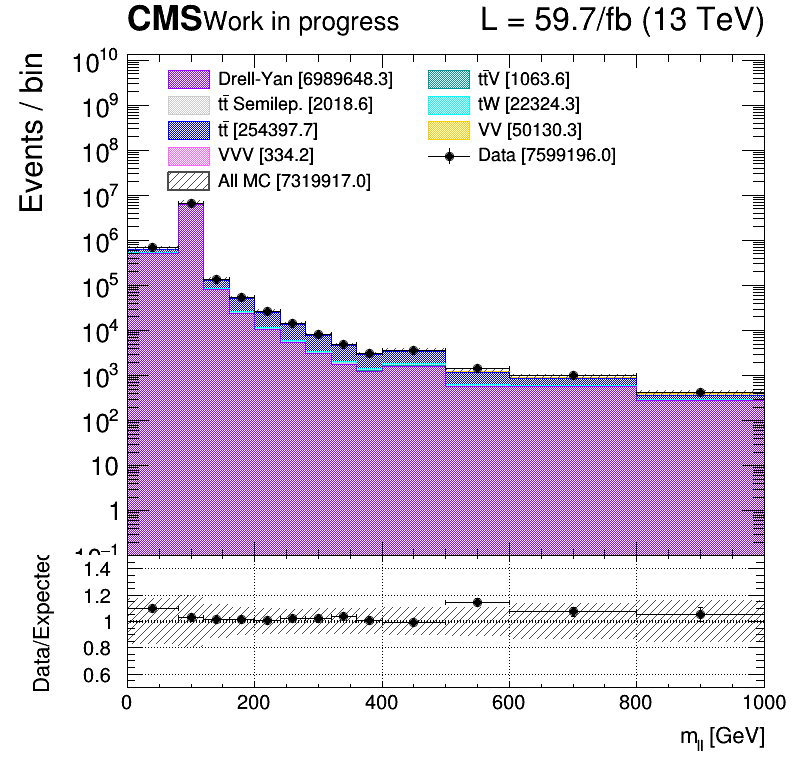 CMS Work in progress L = 59.7/fb (13 TeV)
Events / bin
10^10
10^9
10^8
10^7
10^6
10^5
10^4
10^3
10^2
10
1
10^−1
Drell-Yan [6989648.3]
tt̄ Semilep. [2018.6]
tt̄ [254397.7]
VVV [334.2]
All MC [7319917.0]
tt̄V [1063.6]
tW [22324.3]
VV [50130.3]
Data [7599196.0]
Data/Expected
1.4
1.2
1
0.8
0.6
0 200 400 600 800 1000
m_ll [GeV]